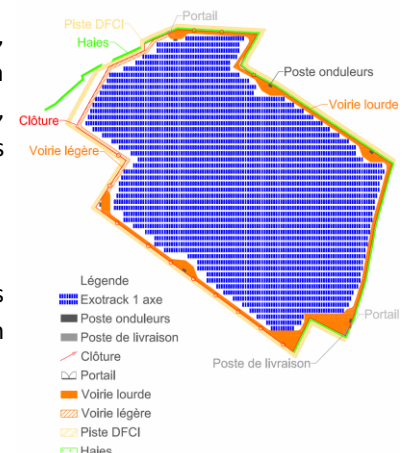 Portail
Piste DFCI
Haies
Poste onduleurs
Voirie lourde
Clôture
Voirie légère
Portail
Poste de livraison
Légende
Exotrack 1 axe
Poste onduleurs
Poste de livraison
Clôture
Portail
Voirie lourde
Voirie légère
Piste DFCI
Haies